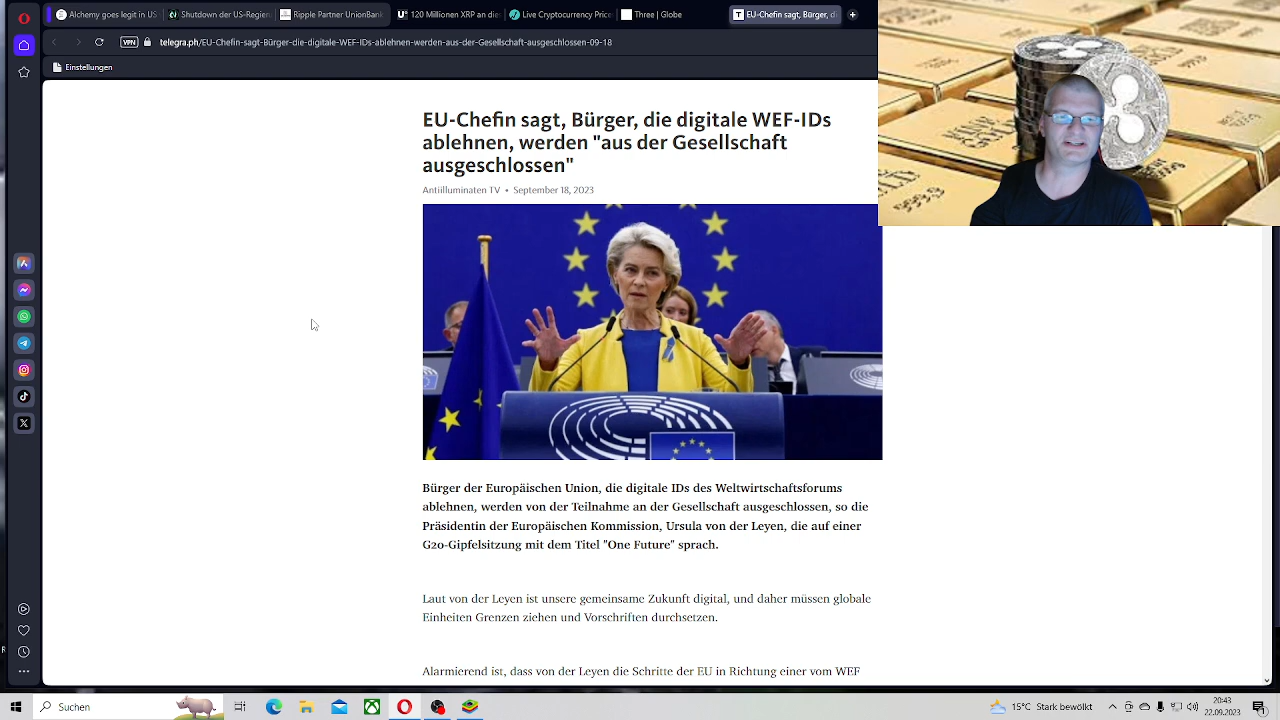 Alchemy goes legit in US
Shutdown der US-Regieru
Ripple Partner UnionBank
120 Millionen XRP an dies
Live Cryptocurrency Price
Three | Globe
EU-Chefin sagt, Bürger, di
VPN
telegra.ph/EU-Chefin-sagt-Bürger-die-digitale-WEF-IDs-ablehnen-werden-aus-der-Gesellschaft-ausgeschlossen-09-18
Einstellungen
EU-Chefin sagt, Bürger, die digitale WEF-IDs
ablehnen, werden "aus der Gesellschaft
ausgeschlossen"
Antiilluminaten TV • September 18, 2023
Bürger der Europäischen Union, die digitale IDs des Weltwirtschaftsforums
ablehnen, werden von der Teilnahme an der Gesellschaft ausgeschlossen, so die
Präsidentin der Europäischen Kommission, Ursula von der Leyen, die auf einer
G20-Gipfelsitzung mit dem Titel "One Future" sprach.
Laut von der Leyen ist unsere gemeinsame Zukunft digital, und daher müssen globale
Einheiten Grenzen ziehen und Vorschriften durchsetzen.
Alarmierend ist, dass von der Leyen die Schritte der EU in Richtung einer vom WEF
Suchen
15°C Stark bewölkt
20:43
22.09.2023